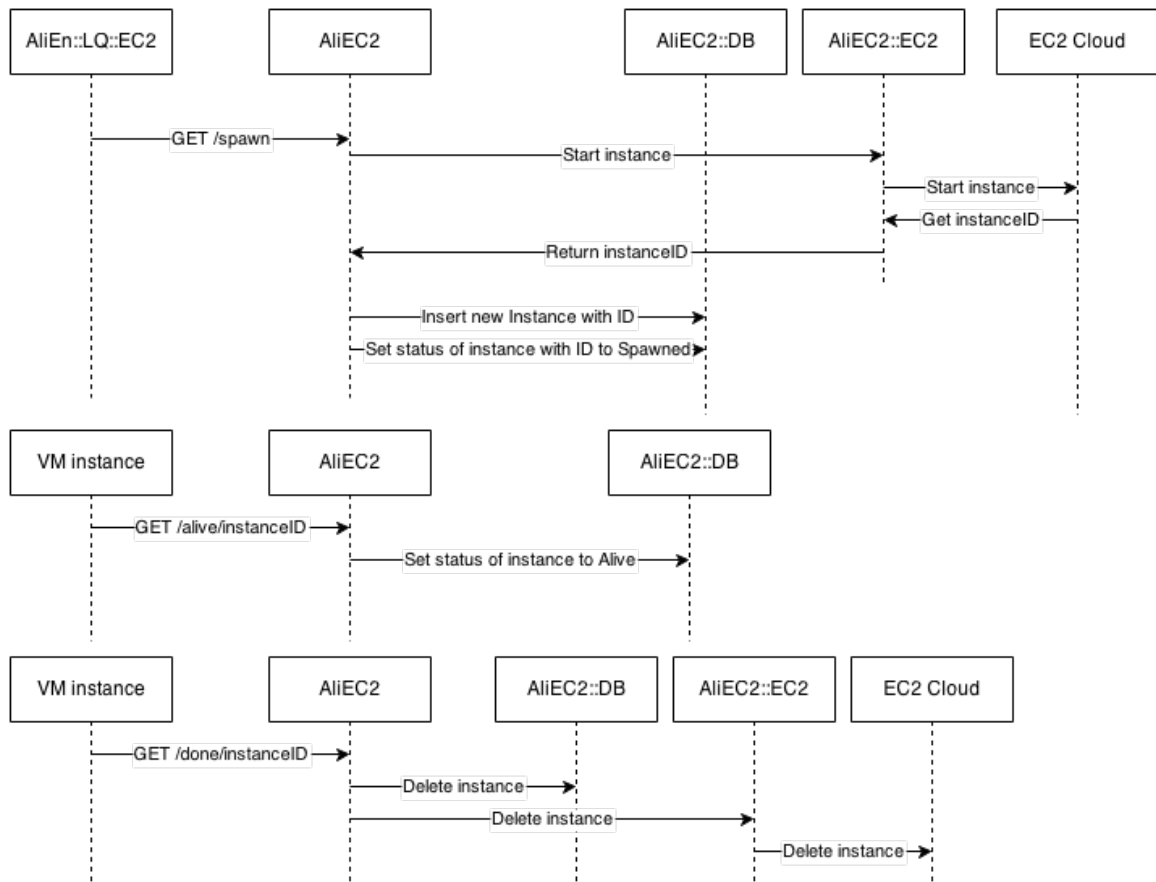 AliEn::LQ::EC2
AliEC2
AliEC2::DB
AliEC2::EC2
EC2 Cloud
GET /spawn
Start instance
Start instance
Get instanceID
Return instanceID
Insert new Instance with ID
Set status of instance with ID to Spawned
VM instance
AliEC2
AliEC2::DB
GET /alive/instanceID
Set status of instance to Alive
VM instance
AliEC2
AliEC2::DB
AliEC2::EC2
EC2 Cloud
GET /done/instanceID
Delete instance
Delete instance
Delete instance